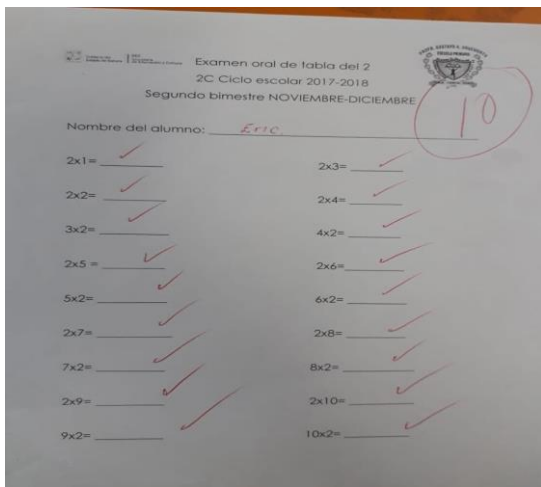 Examen oral de tabla del 2
2C Ciclo escolar 2017-2018
Segundo bimestre NOVIEMBRE-DICIEMBRE
10
Nombre del alumno: Eric
2x1=
2x3=
2x2=
2x4=
3x2=
4x2=
2x5 =
2x6=
5x2=
6x2=
2x7=
2x8=
7x2=
8x2=
2x9=
2x10=
9x2=
10x2=